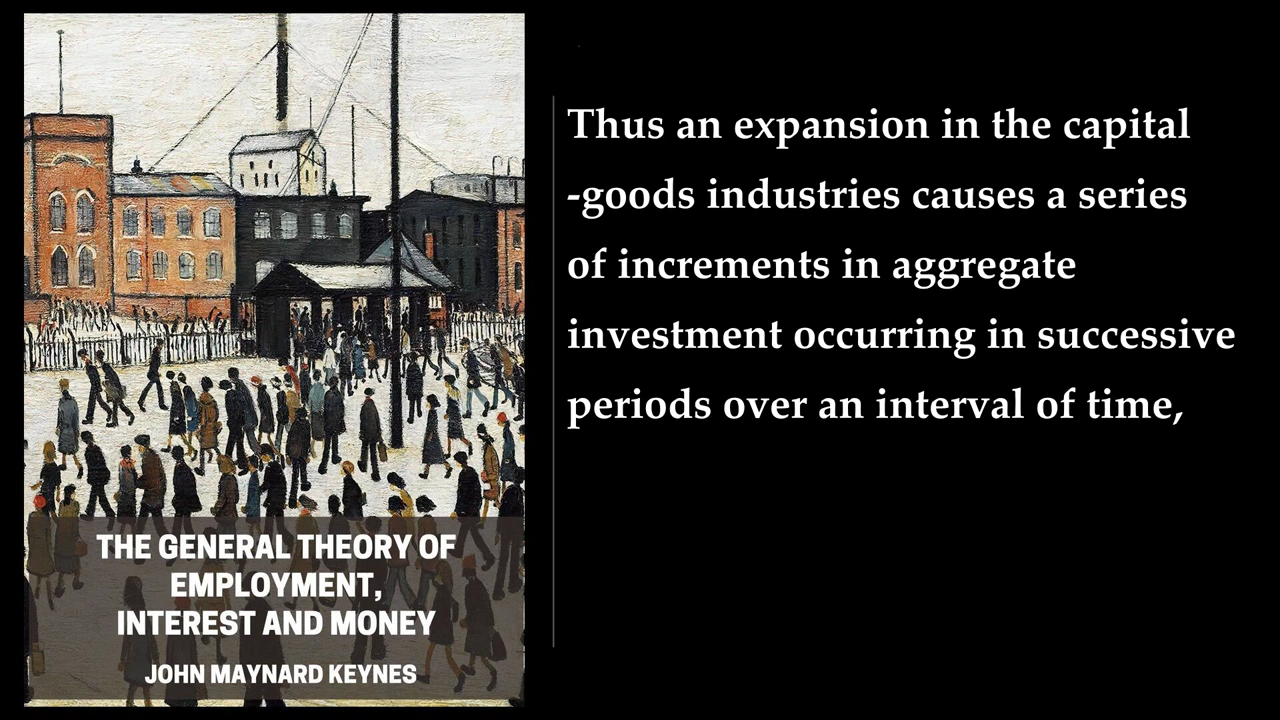 THE GENERAL THEORY OF
EMPLOYMENT,
INTEREST AND MONEY
JOHN MAYNARD KEYNES
Thus an expansion in the capital
-goods industries causes a series
of increments in aggregate
investment occurring in successive
periods over an interval of time,